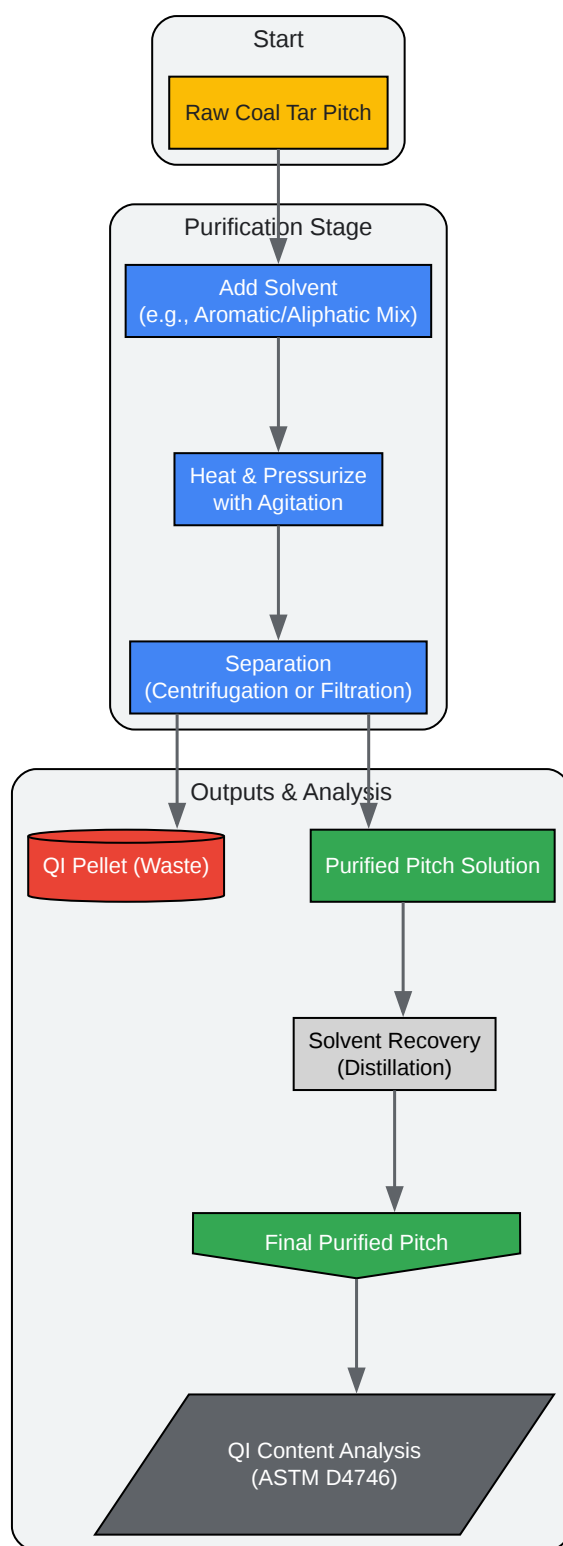 Start
Raw Coal Tar Pitch
Purification Stage
Add Solvent
(e.g., Aromatic/Aliphatic Mix)
Heat & Pressurize
with Agitation
Separation
(Centrifugation or Filtration)
Outputs & Analysis
QI Pellet (Waste)
Purified Pitch Solution
Solvent Recovery
(Distillation)
Final Purified Pitch
QI Content Analysis
(ASTM D4746)